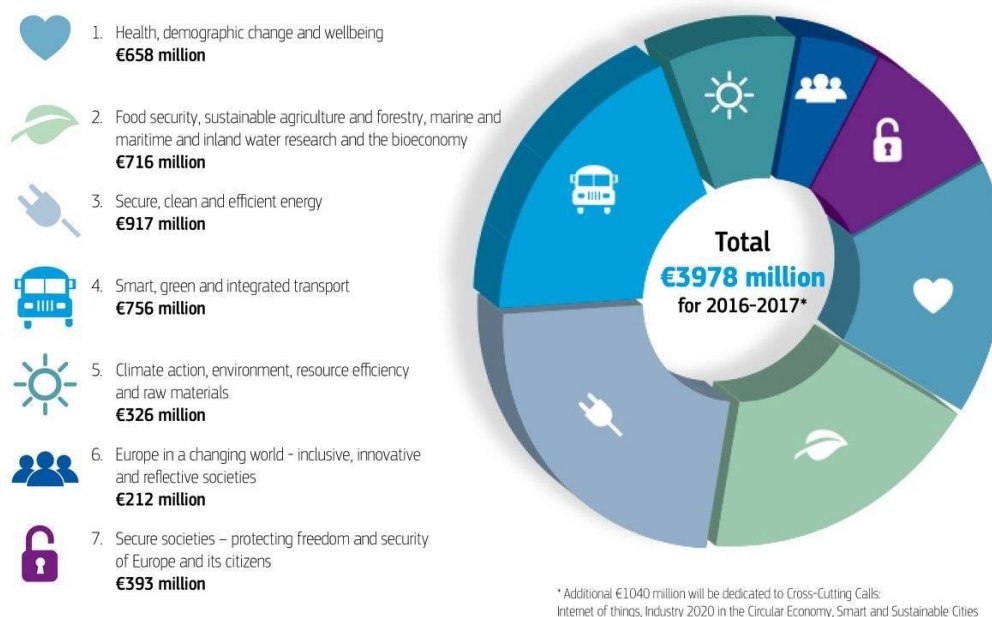 1. Health, demographic change and wellbeing
€658 million
2. Food security, sustainable agriculture and forestry, marine and
maritime and inland water research and the bioeconomy
€716 million
3. Secure, clean and efficient energy
€917 million
4. Smart, green and integrated transport
€756 million
5. Climate action, environment, resource efficiency
and raw materials
€326 million
6. Europe in a changing world - inclusive, innovative
and reflective societies
€212 million
7. Secure societies – protecting freedom and security
of Europe and its citizens
€393 million
Total
€3978 million
for 2016-2017*
* Additional €1040 million will be dedicated to Cross-Cutting Calls:
Internet of things, Industry 2020 in the Circular Economy, Smart and Sustainable Cities